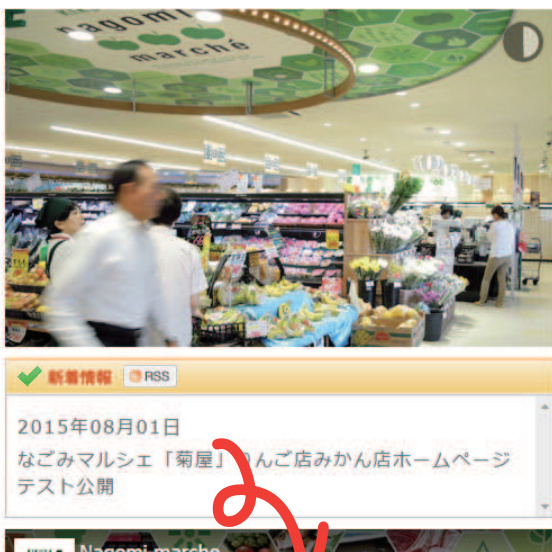 nagomi
marché
新着情報 RSS
2015年08月01日
なごみマルシェ「菊屋」りんご店みかん店ホームページ
テスト公開
Nagomi marche